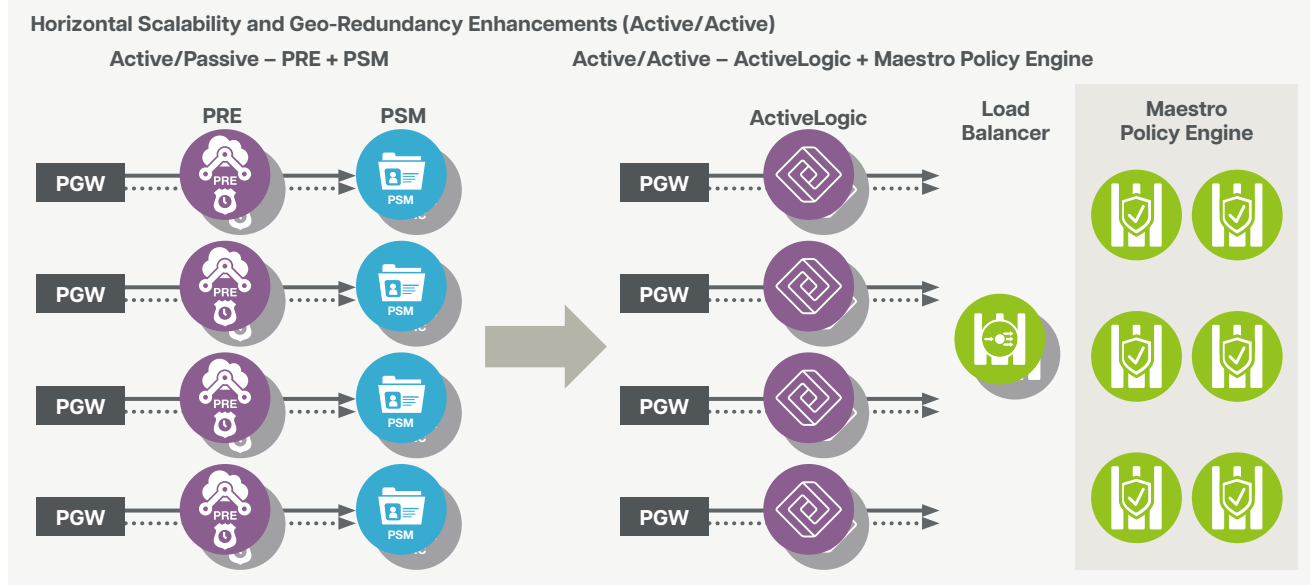 Horizontal Scalability and Geo-Redundancy Enhancements (Active/Active)
Active/Passive – PRE + PSM
PRE
PSM
PGW
PRE
PSM
PGW
PRE
PSM
PGW
PRE
PSM
PGW
PRE
PSM
Active/Active – ActiveLogic + Maestro Policy Engine
ActiveLogic
Load
Balancer
Maestro
Policy Engine
PGW
PGW
PGW
PGW